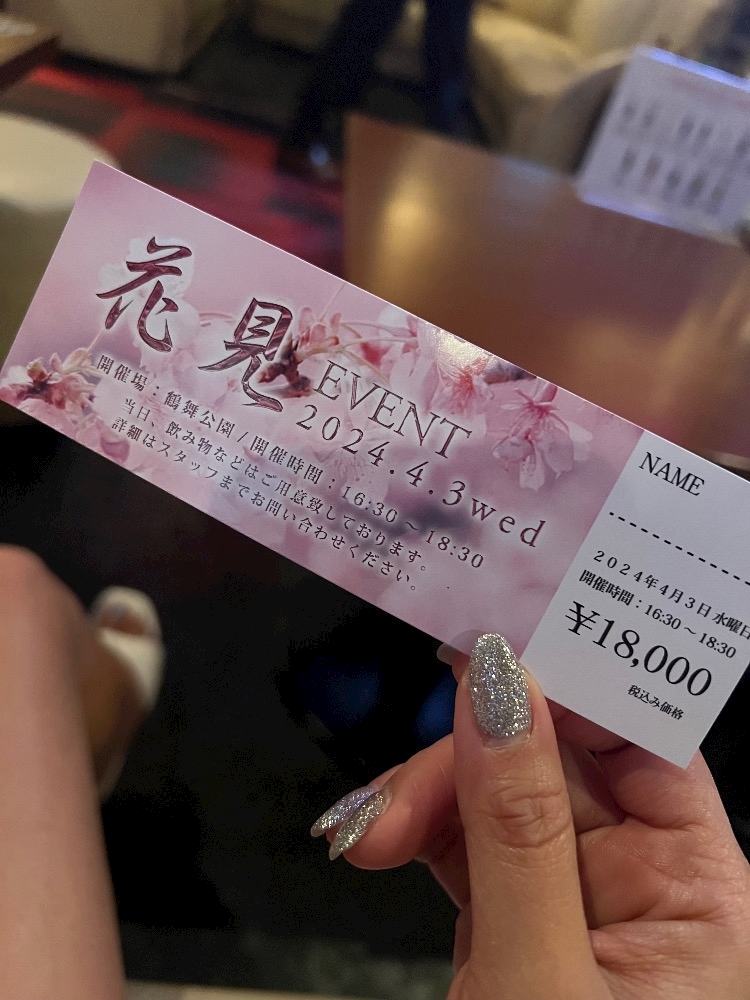 花見 EVENT
2024.4.3wed
開催場：鶴舞公園 / 開催時間：16:30～18:30
当日、飲み物などはご用意致しております。
詳細はスタッフまでお問い合わせください。
NAME
2024年4月3日 水曜日
開催時間：16:30～18:30
¥18,000
税込み価格